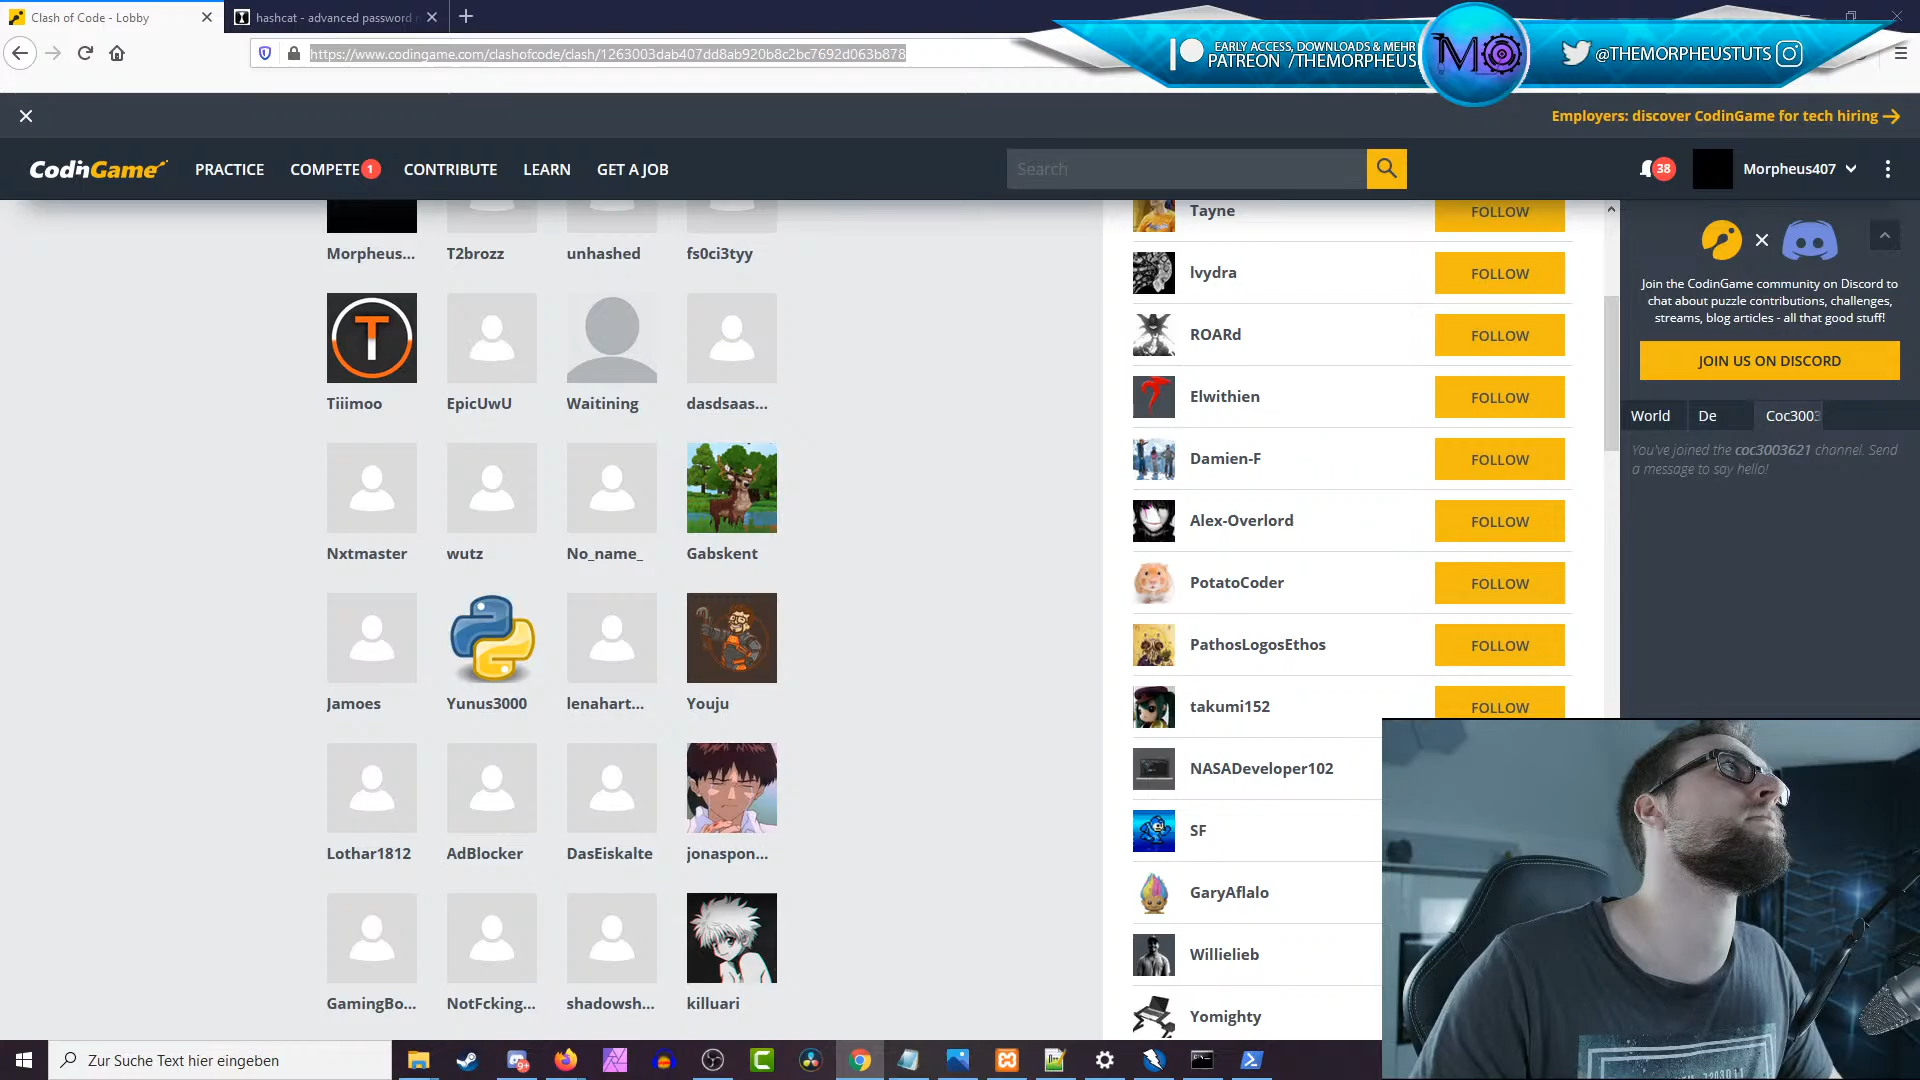 Clash of Code - Lobby
hashcat - advanced password
https://www.codingame.com/clashofcode/clash/1263003dab407dd8ab920b8c2bc7692d063b878
EARLY ACCESS, DOWNLOADS & MEHR
PATREON /THEMORPHEUS
MO
@THEMORPHEUSTUTS
Employers: discover CodinGame for tech hiring
CodinGame
PRACTICE
COMPETE 1
CONTRIBUTE
LEARN
GET A JOB
Search
38
Morpheus407
Morpheus...
T2brozz
unhashed
fs0ci3tyy
T
Tiiimoo
EpicUwU
Waitining
dasdsaas...
Nxtmaster
wutz
No_name_
Gabskent
Jamoes
Yunus3000
lenahart...
Youju
Lothar1812
AdBlocker
DasEiskalte
jonaspon...
GamingBo...
NotFcking...
shadowsh...
killuari
Tayne FOLLOW
lvydra FOLLOW
ROARd FOLLOW
Elwithien FOLLOW
Damien-F FOLLOW
Alex-Overlord FOLLOW
PotatoCoder FOLLOW
PathosLogosEthos FOLLOW
takumi152 FOLLOW
NASADeveloper102
SF
GaryAflalo
Willielieb
Yomighty
Join the CodinGame community on Discord to
chat about puzzle contributions, challenges,
streams, blog articles - all that good stuff!
JOIN US ON DISCORD
World
De
Coc3003
You've joined the coc3003621 channel. Send
a message to say hello!
Zur Suche Text hier eingeben
9+